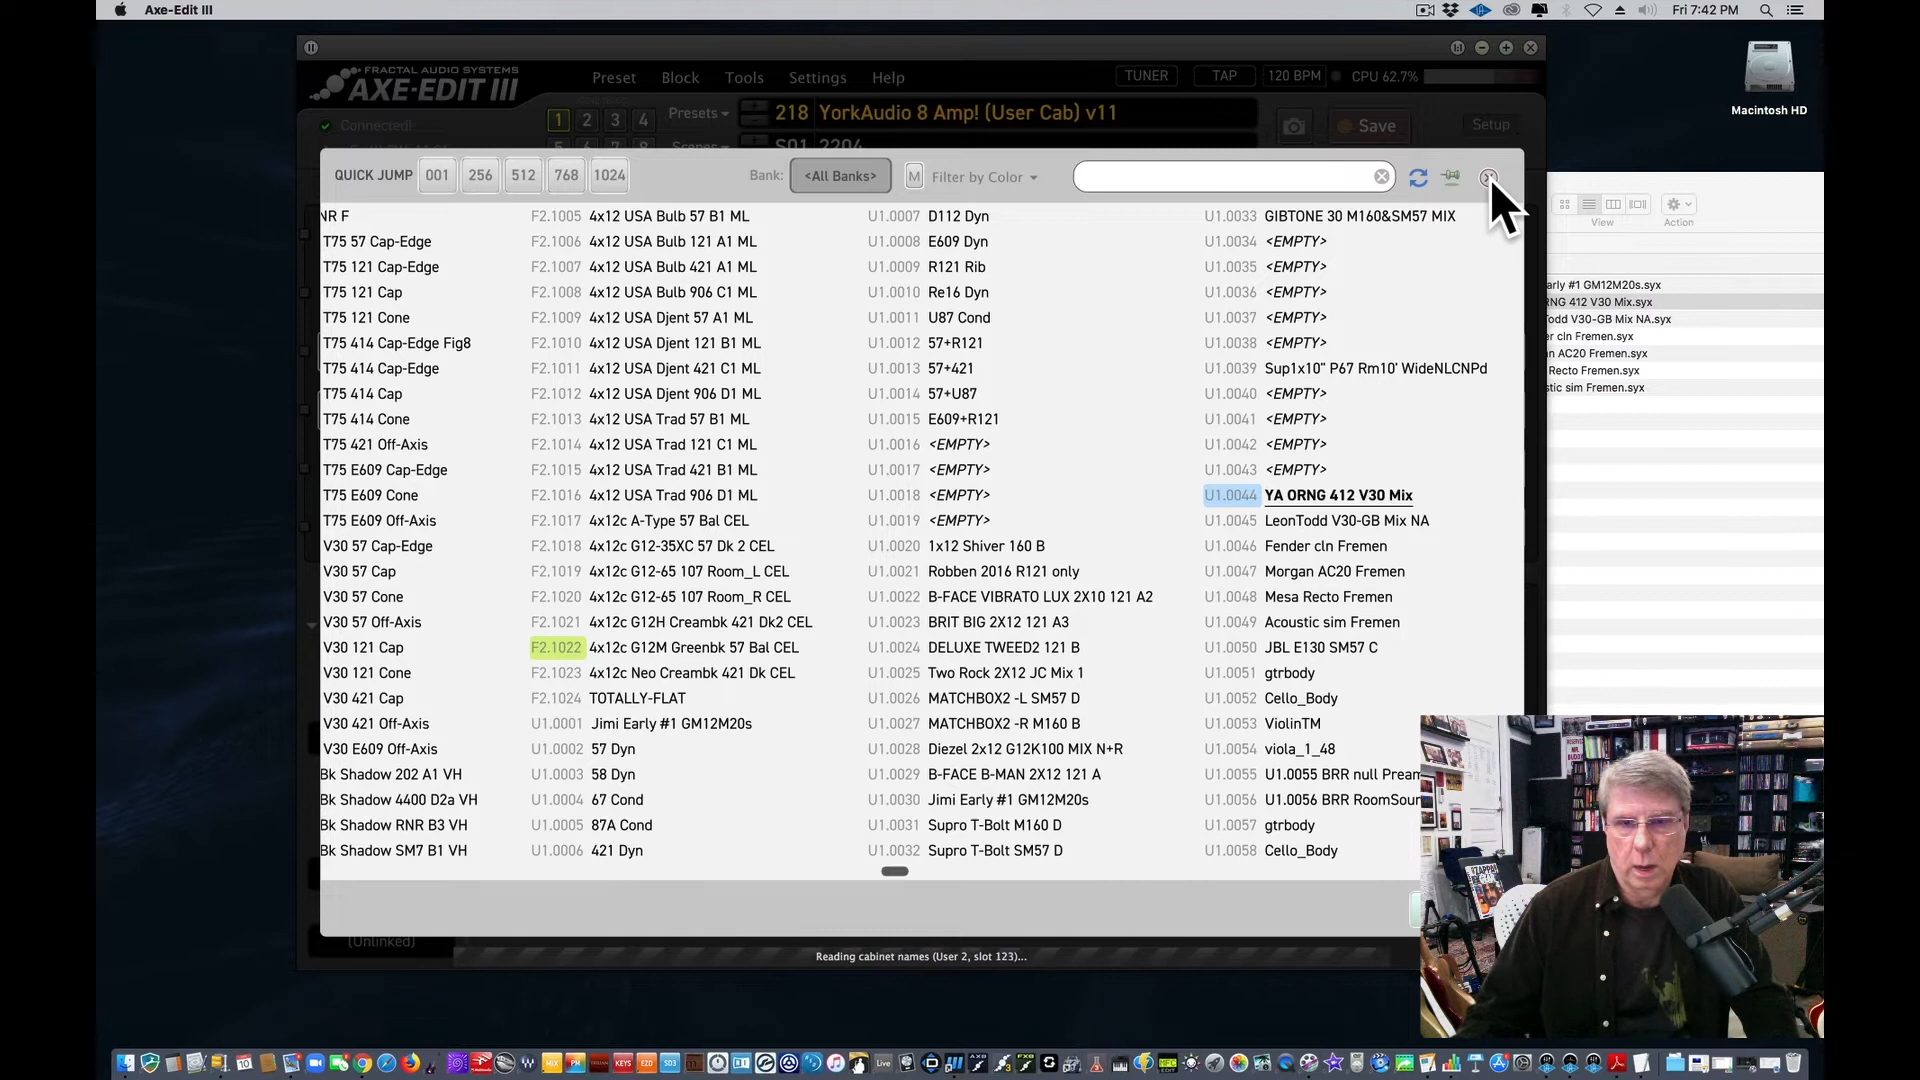 Axe-Edit III
Fri 7:42 PM
Macintosh HD
FRACTAL AUDIO SYSTEMS
AXE-EDIT III
Preset Block Tools Settings Help
TUNER TAP 120 BPM CPU 62.7%
Connected!
1 2 3 4
Presets
218 YorkAudio 8 Amp! (User Cab) v11
Save
Setup
5 6 7 8
Scenes
S01 2204
QUICK JUMP 001 256 512 768 1024
Bank: <All Banks>
M Filter by Color
NR F
T75 57 Cap-Edge
T75 121 Cap-Edge
T75 121 Cap
T75 121 Cone
T75 414 Cap-Edge Fig8
T75 414 Cap-Edge
T75 414 Cap
T75 414 Cone
T75 421 Off-Axis
T75 E609 Cap-Edge
T75 E609 Cone
T75 E609 Off-Axis
V30 57 Cap-Edge
V30 57 Cap
V30 57 Cone
V30 57 Off-Axis
V30 121 Cap
V30 121 Cone
V30 421 Cap
V30 421 Off-Axis
V30 E609 Off-Axis
Bk Shadow 202 A1 VH
Bk Shadow 4400 D2a VH
Bk Shadow RNR B3 VH
Bk Shadow SM7 B1 VH
F2.1005 4x12 USA Bulb 57 B1 ML
F2.1006 4x12 USA Bulb 121 A1 ML
F2.1007 4x12 USA Bulb 421 A1 ML
F2.1008 4x12 USA Bulb 906 C1 ML
F2.1009 4x12 USA Djent 57 A1 ML
F2.1010 4x12 USA Djent 121 B1 ML
F2.1011 4x12 USA Djent 421 C1 ML
F2.1012 4x12 USA Djent 906 D1 ML
F2.1013 4x12 USA Trad 57 B1 ML
F2.1014 4x12 USA Trad 121 C1 ML
F2.1015 4x12 USA Trad 421 B1 ML
F2.1016 4x12 USA Trad 906 D1 ML
F2.1017 4x12c A-Type 57 Bal CEL
F2.1018 4x12c G12-35XC 57 Dk 2 CEL
F2.1019 4x12c G12-65 107 Room_L CEL
F2.1020 4x12c G12-65 107 Room_R CEL
F2.1021 4x12c G12H Creambk 421 Dk2 CEL
F2.1022 4x12c G12M Greenbk 57 Bal CEL
F2.1023 4x12c Neo Creambk 421 Dk CEL
F2.1024 TOTALLY-FLAT
U1.0001 Jimi Early #1 GM12M20s
U1.0002 57 Dyn
U1.0003 58 Dyn
U1.0004 67 Cond
U1.0005 87A Cond
U1.0006 421 Dyn
U1.0007 D112 Dyn
U1.0008 E609 Dyn
U1.0009 R121 Rib
U1.0010 Re16 Dyn
U1.0011 U87 Cond
U1.0012 57+R121
U1.0013 57+421
U1.0014 57+U87
U1.0015 E609+R121
U1.0016 <EMPTY>
U1.0017 <EMPTY>
U1.0018 <EMPTY>
U1.0019 <EMPTY>
U1.0020 1x12 Shiver 160 B
U1.0021 Robben 2016 R121 only
U1.0022 B-FACE VIBRATO LUX 2X10 121 A2
U1.0023 BRIT BIG 2X12 121 A3
U1.0024 DELUXE TWEED2 121 B
U1.0025 Two Rock 2X12 JC Mix 1
U1.0026 MATCHBOX2 -L SM57 D
U1.0027 MATCHBOX2 -R M160 B
U1.0028 Diezel 2x12 G12K100 MIX N+R
U1.0029 B-FACE B-MAN 2X12 121 A
U1.0030 Jimi Early #1 GM12M20s
U1.0031 Supro T-Bolt M160 D
U1.0032 Supro T-Bolt SM57 D
U1.0033 GIBTONE 30 M160&SM57 MIX
U1.0034 <EMPTY>
U1.0035 <EMPTY>
U1.0036 <EMPTY>
U1.0037 <EMPTY>
U1.0038 <EMPTY>
U1.0039 Sup1x10" P67 Rm10' WideNLCNPd
U1.0040 <EMPTY>
U1.0041 <EMPTY>
U1.0042 <EMPTY>
U1.0043 <EMPTY>
U1.0044 YA ORNG 412 V30 Mix
U1.0045 LeonTodd V30-GB Mix NA
U1.0046 Fender cln Fremen
U1.0047 Morgan AC20 Fremen
U1.0048 Mesa Recto Fremen
U1.0049 Acoustic sim Fremen
U1.0050 JBL E130 SM57 C
U1.0051 gtrbody
U1.0052 Cello_Body
U1.0053 ViolinTM
U1.0054 viola_1_48
U1.0055 U1.0055 BRR null Pream
U1.0056 U1.0056 BRR RoomSour
U1.0057 gtrbody
U1.0058 Cello_Body
(Unlinked)
Reading cabinet names (User 2, slot 123)...
View Action
arly #1 GM12M20s.syx
RNG 412 V30 Mix.syx
odd V30-GB Mix NA.syx
er cln Fremen.syx
n AC20 Fremen.syx
Recto Fremen.syx
stic sim Fremen.syx
ZAPPA
MIX PM KEYS EZD SD3
Live